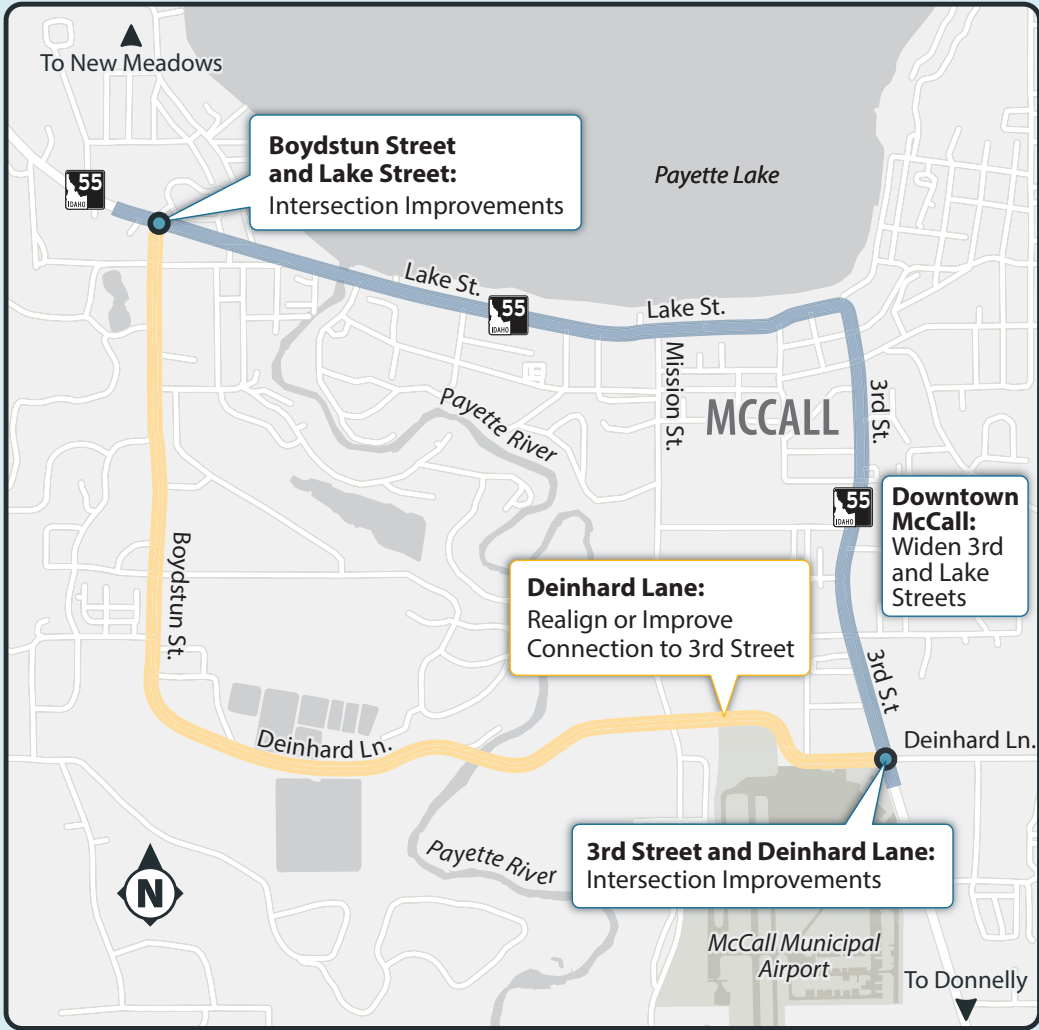 To New Meadows
Boydstun Street
and Lake Street:
Intersection Improvements
55
IDAHO
Payette Lake
Lake St.
55
IDAHO
Lake St.
Mission St.
MCCALL
3rd St.
Payette River
55
IDAHO
Downtown
McCall:
Widen 3rd
and Lake
Streets
Boydstun St.
Deinhard Lane:
Realign or Improve
Connection to 3rd Street
3rd S.t
Deinhard Ln.
Deinhard Ln.
3rd Street and Deinhard Lane:
Intersection Improvements
Payette River
N
McCall Municipal
Airport
To Donnelly